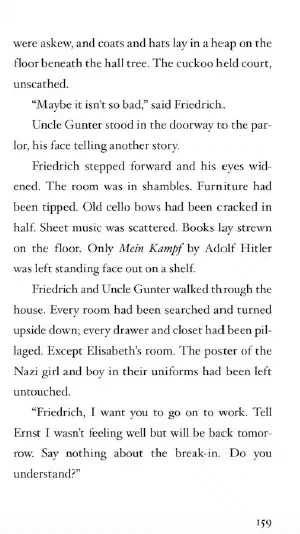 were askew, and coats and hats lay in a heap on the
floor beneath the hall tree. The cuckoo held court,
unscathed.
“Maybe it isn’t so bad,” said Friedrich.
Uncle Gunter stood in the doorway to the par-
lor, his face telling another story.
Friedrich stepped forward and his eyes wid-
ened. The room was in shambles. Furniture had
been tipped. Old cello bows had been cracked in
half. Sheet music was scattered. Books lay strewn
on the floor. Only Mein Kampf by Adolf Hitler
was left standing face out on a shelf.
Friedrich and Uncle Gunter walked through the
house. Every room had been searched and turned
upside down; every drawer and closet had been pil-
laged. Except Elisabeth’s room. The poster of the
Nazi girl and boy in their uniforms had been left
untouched.
“Friedrich, I want you to go on to work. Tell
Ernst I wasn’t feeling well but will be back tomor-
row. Say nothing about the break-in. Do you
understand?”
159